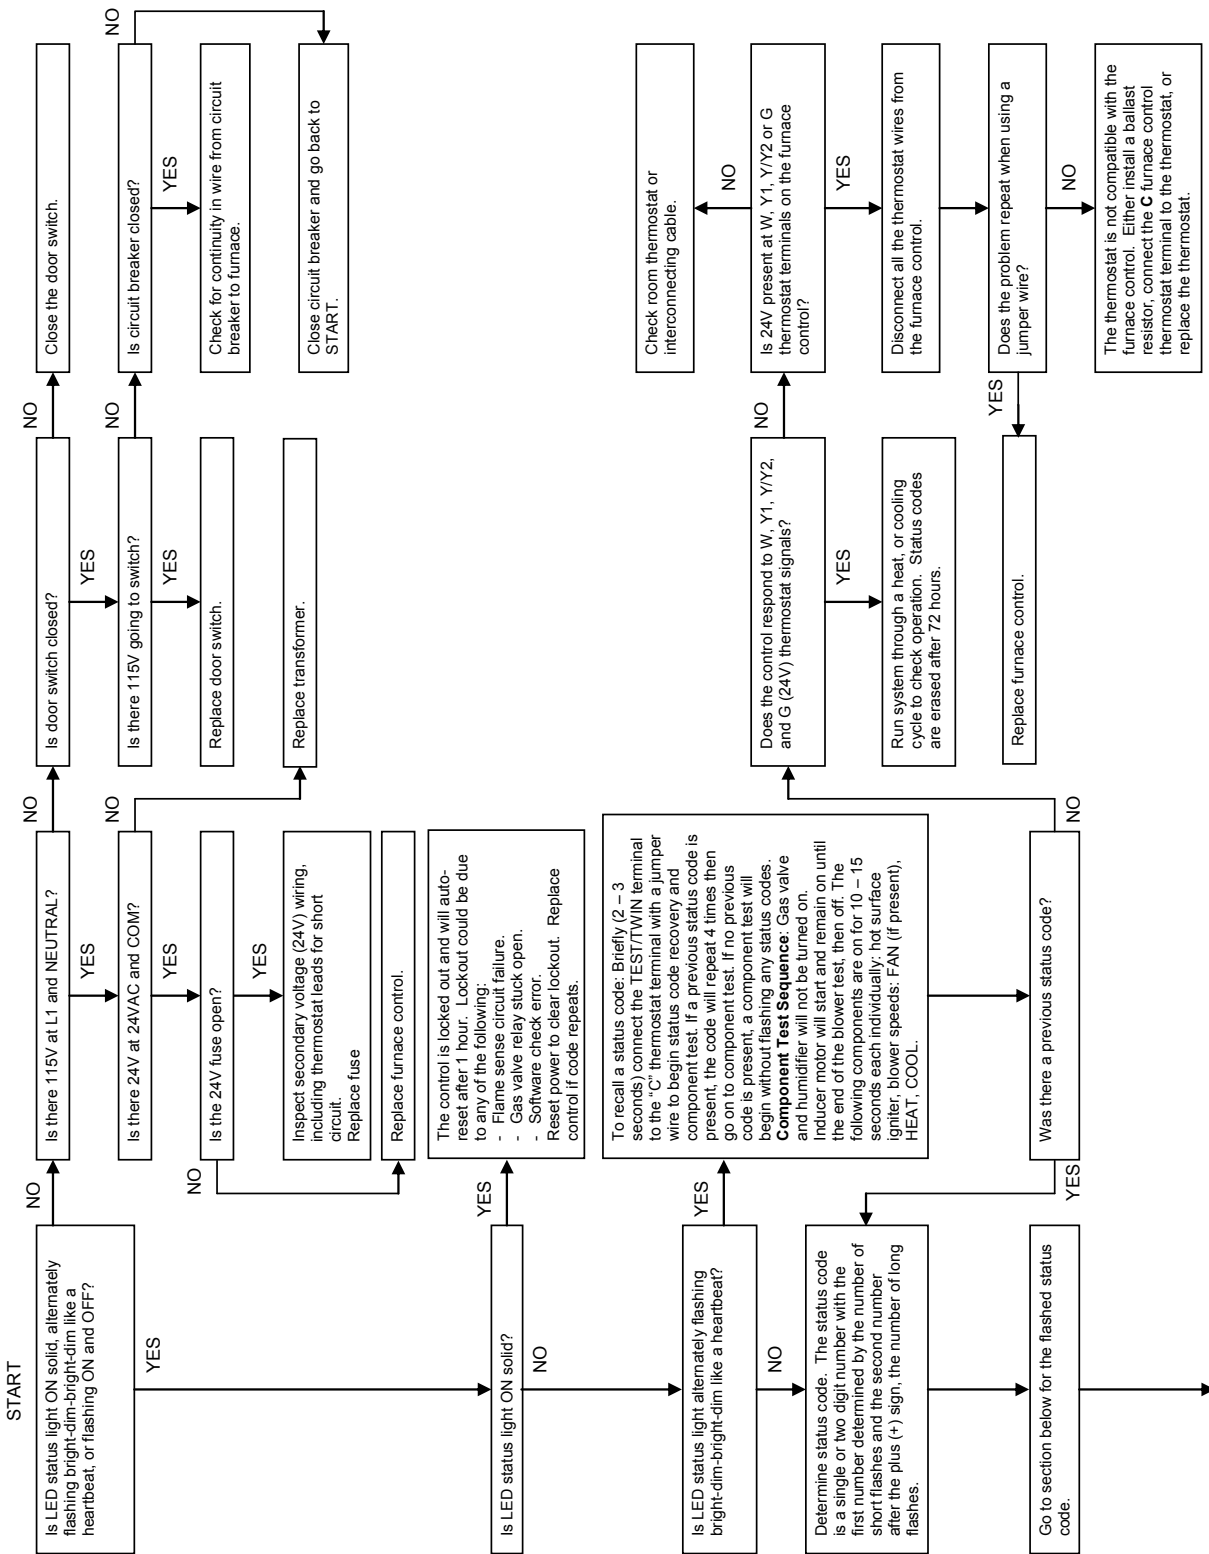 START
Is LED status light ON solid, alternately
flashing bright-dim-bright-dim like a
heartbeat, or flashing ON and OFF?
NO
YES
Is there 115V at L1 and NEUTRAL?
NO
YES
Is door switch closed?
NO
YES
Close the door switch.
Is there 24V at 24VAC and COM?
NO
YES
Is there 115V going to switch?
NO
YES
Is circuit breaker closed?
NO
YES
Is the 24V fuse open?
NO
YES
Replace door switch.
Check for continuity in wire from circuit
breaker to furnace.
Inspect secondary voltage (24V) wiring,
including thermostat leads for short
circuit.
Replace fuse
Replace transformer.
Close circuit breaker and go back to
START.
Replace furnace control.
Is LED status light ON solid?
YES
NO
The control is locked out and will auto-
reset after 1 hour. Lockout could be due
to any of the following:
- Flame sense circuit failure.
- Gas valve relay stuck open.
- Software check error.
Reset power to clear lockout. Replace
control if code repeats.
Is LED status light alternately flashing
bright-dim-bright-dim like a heartbeat?
YES
NO
To recall a status code: Briefly (2 – 3
seconds) connect the TEST/TWIN terminal
to the “C” thermostat terminal with a jumper
wire to begin status code recovery and
component test. If a previous status code is
present, the code will repeat 4 times then
go on to component test. If no previous
code is present, a component test will
begin without flashing any status codes.
Component Test Sequence: Gas valve
and humidifier will not be turned on.
Inducer motor will start and remain on until
the end of the blower test, then off. The
following components are on for 10 – 15
seconds each individually: hot surface
igniter, blower speeds: FAN (if present),
HEAT, COOL.
Was there a previous status code?
YES
NO
Determine status code. The status code
is a single or two digit number with the
first number determined by the number of
short flashes and the second number
after the plus (+) sign, the number of long
flashes.
Go to section below for the flashed status
code.
Does the control respond to W, Y1, Y/Y2,
and G (24V) thermostat signals?
NO
YES
Run system through a heat, or cooling
cycle to check operation. Status codes
are erased after 72 hours.
Check room thermostat or
interconnecting cable.
NO
Is 24V present at W, Y1, Y/Y2 or G
thermostat terminals on the furnace
control?
YES
Disconnect all the thermostat wires from
the furnace control.
Does the problem repeat when using a
jumper wire?
YES
NO
Replace furnace control.
The thermostat is not compatible with the
furnace control. Either install a ballast
resistor, connect the C furnace control
thermostat terminal to the thermostat, or
replace the thermostat.